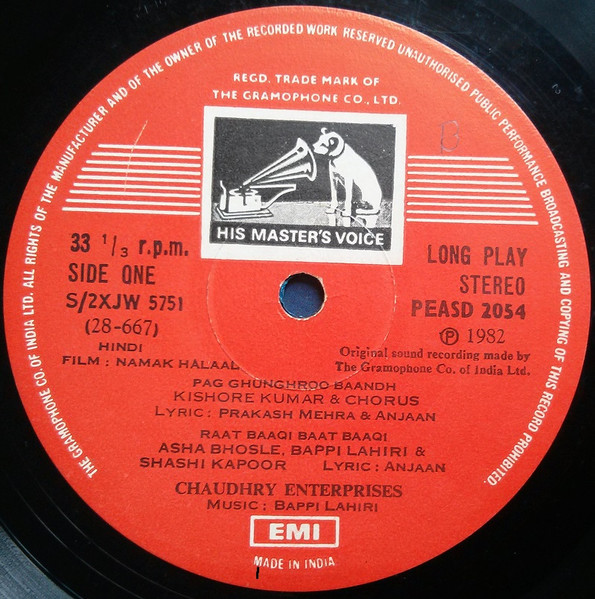 THE GRAMOPHONE CO. OF INDIA LTD. ALL RIGHTS OF THE MANUFACTURER AND OF THE OWNER OF THE RECORDED WORK RESERVED UNAUTHORISED PUBLIC PERFORMANCE BROADCASTING AND COPYING OF THIS RECORD PROHIBITED.
REGD. TRADE MARK OF
THE GRAMOPHONE CO., LTD.
B
HIS MASTER'S VOICE
33 1/3 r.p.m.
SIDE ONE
S/2XJW 5751
(28-667)
LONG PLAY
STEREO
PEASD 2054
℗ 1982
HINDI
FILM : NAMAK HALAAL
Original sound recording made by
The Gramophone Co. of India Ltd.
PAG GHUNGHROO BAANDH
KISHORE KUMAR & CHORUS
LYRIC : PRAKASH MEHRA & ANJAAN
RAAT BAAQI BAAT BAAQI
ASHA BHOSLE, BAPPI LAHIRI &
SHASHI KAPOOR LYRIC : ANJAAN
CHAUDHRY ENTERPRISES
MUSIC : BAPPI LAHIRI
EMI
MADE IN INDIA